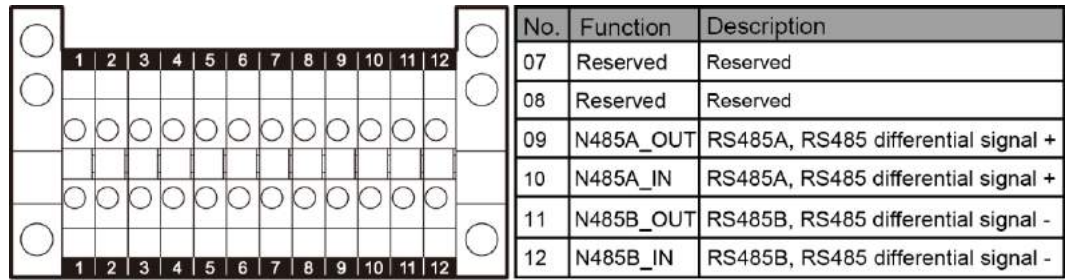 1 2 3 4 5 6 7 8 9 10 11 12
1 2 3 4 5 6 7 8 9 10 11 12
No. Function Description
07 Reserved Reserved
08 Reserved Reserved
09 N485A_OUT RS485A, RS485 differential signal +
10 N485A_IN RS485A, RS485 differential signal +
11 N485B_OUT RS485B, RS485 differential signal -
12 N485B_IN RS485B, RS485 differential signal -